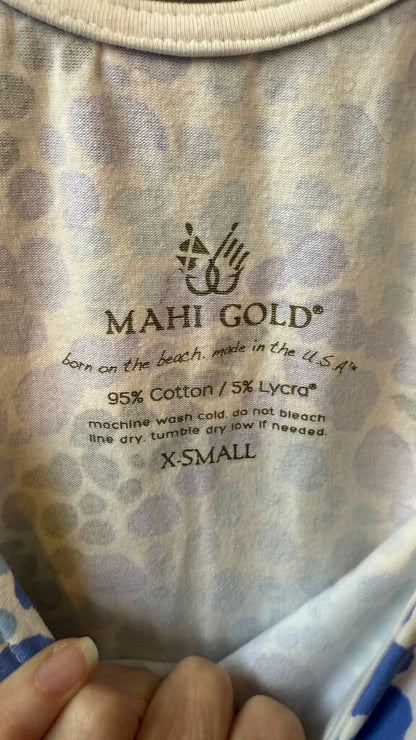 MAHI GOLD®
born on the beach. made in the U.S.A™
95% Cotton / 5% Lycra®
machine wash cold. do not bleach
line dry. tumble dry low if needed.
X-SMALL